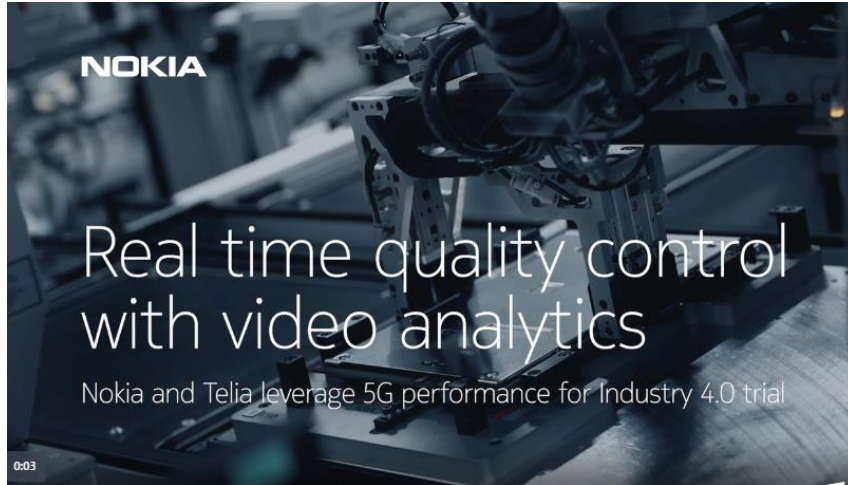 NOKIA
Real time quality control
with video analytics
Nokia and Telia leverage 5G performance for Industry 4.0 trial
0:03